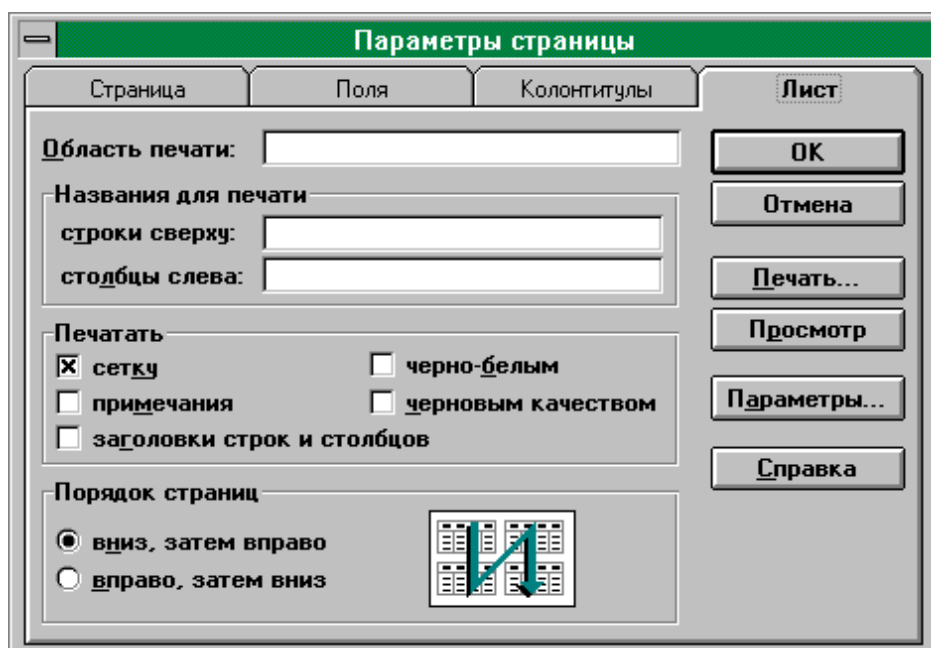 Параметры страницы
Страница Поля Колонтитулы Лист
Область печати:
OK
Названия для печати
Отмена
строки сверху:
столбцы слева:
Печать...
Печатать
Просмотр
сетку черно-белым
примечания черновым качеством
Параметры...
заголовки строк и столбцов
Справка
Порядок страниц
вниз, затем вправо
вправо, затем вниз